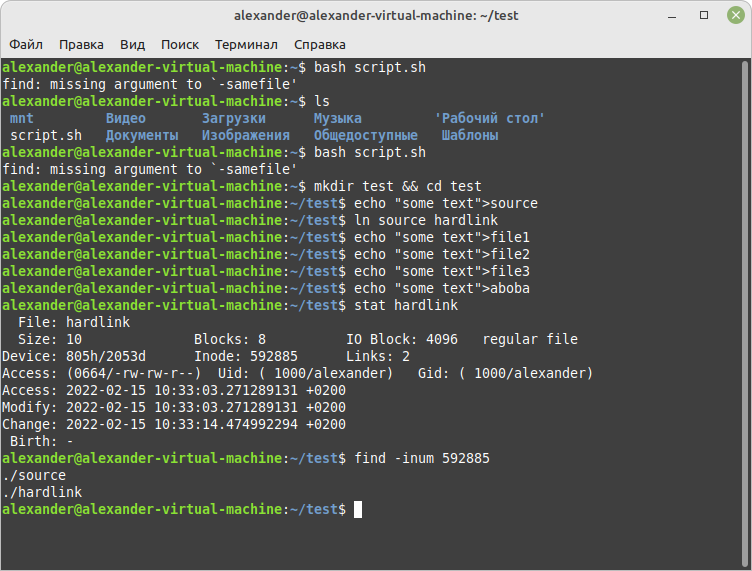 alexander@alexander-virtual-machine: ~/test
Файл Правка Вид Поиск Терминал Справка
alexander@alexander-virtual-machine:~$ bash script.sh
find: missing argument to `-samefile'
alexander@alexander-virtual-machine:~$ ls
mnt Видео Загрузки Музыка 'Рабочий стол'
script.sh Документы Изображения Общедоступные Шаблоны
alexander@alexander-virtual-machine:~$ bash script.sh
find: missing argument to `-samefile'
alexander@alexander-virtual-machine:~$ mkdir test && cd test
alexander@alexander-virtual-machine:~/test$ echo "some text">source
alexander@alexander-virtual-machine:~/test$ ln source hardlink
alexander@alexander-virtual-machine:~/test$ echo "some text">file1
alexander@alexander-virtual-machine:~/test$ echo "some text">file2
alexander@alexander-virtual-machine:~/test$ echo "some text">file3
alexander@alexander-virtual-machine:~/test$ echo "some text">aboba
alexander@alexander-virtual-machine:~/test$ stat hardlink
File: hardlink
Size: 10 Blocks: 8 IO Block: 4096 regular file
Device: 805h/2053d Inode: 592885 Links: 2
Access: (0664/-rw-rw-r--) Uid: ( 1000/alexander) Gid: ( 1000/alexander)
Access: 2022-02-15 10:33:03.271289131 +0200
Modify: 2022-02-15 10:33:03.271289131 +0200
Change: 2022-02-15 10:33:14.474992294 +0200
Birth: -
alexander@alexander-virtual-machine:~/test$ find -inum 592885
./source
./hardlink
alexander@alexander-virtual-machine:~/test$